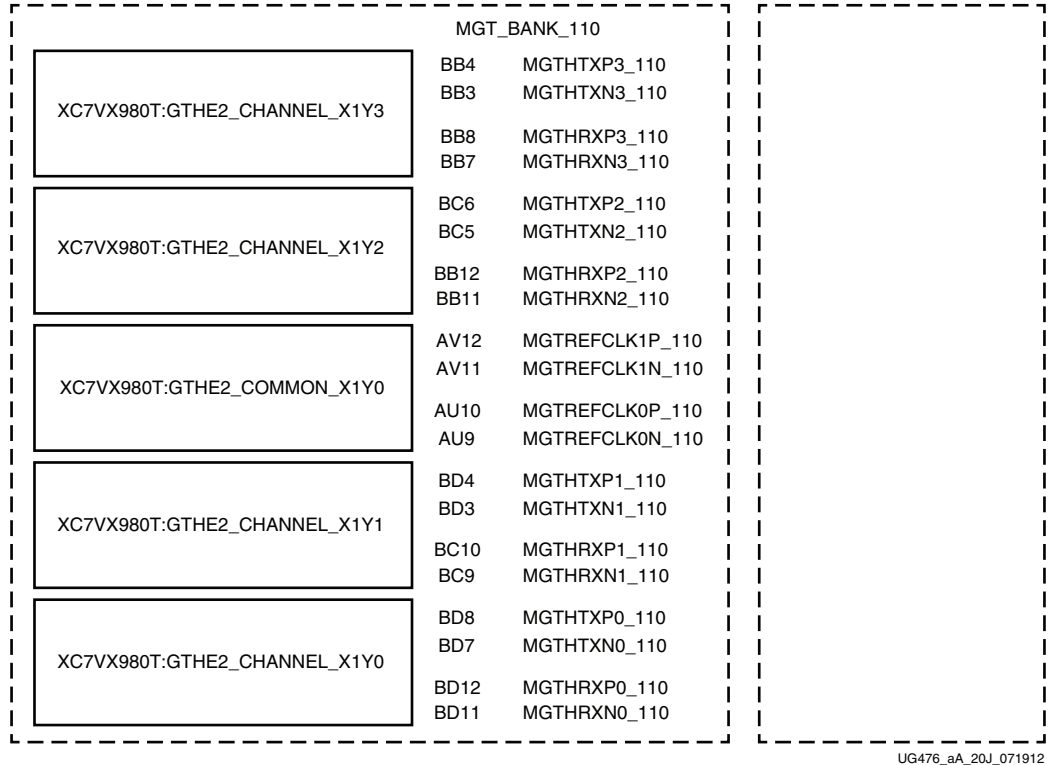 MGT_BANK_110
XC7VX980T:GTHE2_CHANNEL_X1Y3
BB4 MGTHTXP3_110
BB3 MGTHTXN3_110
BB8 MGTHRXP3_110
BB7 MGTHRXN3_110
XC7VX980T:GTHE2_CHANNEL_X1Y2
BC6 MGTHTXP2_110
BC5 MGTHTXN2_110
BB12 MGTHRXP2_110
BB11 MGTHRXN2_110
XC7VX980T:GTHE2_COMMON_X1Y0
AV12 MGTREFCLK1P_110
AV11 MGTREFCLK1N_110
AU10 MGTREFCLK0P_110
AU9 MGTREFCLK0N_110
XC7VX980T:GTHE2_CHANNEL_X1Y1
BD4 MGTHTXP1_110
BD3 MGTHTXN1_110
BC10 MGTHRXP1_110
BC9 MGTHRXN1_110
XC7VX980T:GTHE2_CHANNEL_X1Y0
BD8 MGTHTXP0_110
BD7 MGTHTXN0_110
BD12 MGTHRXP0_110
BD11 MGTHRXN0_110
UG476_aA_20J_071912